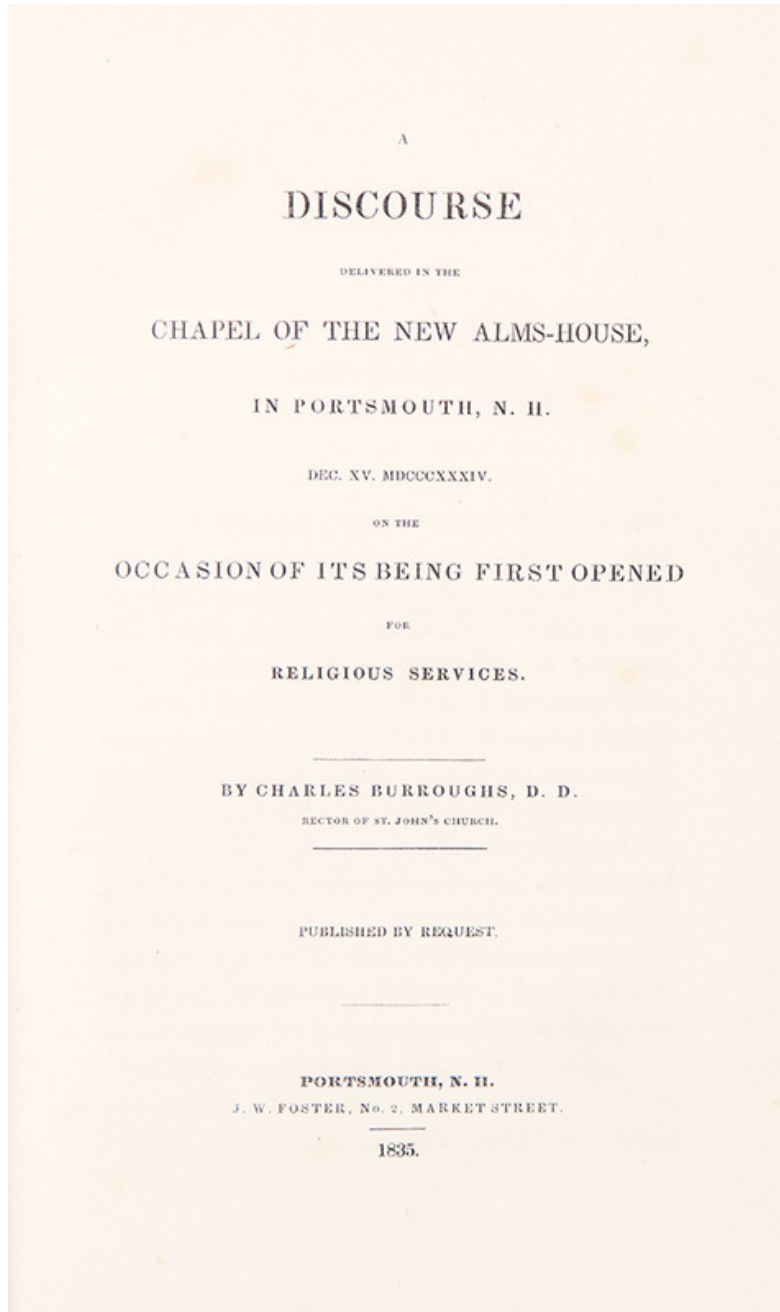 A
DISCOURSE
DELIVERED IN THE
CHAPEL OF THE NEW ALMS-HOUSE,
IN PORTSMOUTH, N. H.
DEC. XV. MDCCCXXXIV.
ON THE
OCCASION OF ITS BEING FIRST OPENED
FOR
RELIGIOUS SERVICES.
BY CHARLES BURROUGHS, D. D.
RECTOR OF ST. JOHN'S CHURCH.
PUBLISHED BY REQUEST.
PORTSMOUTH, N. H.
J. W. FOSTER, No. 2, MARKET STREET.
1835.